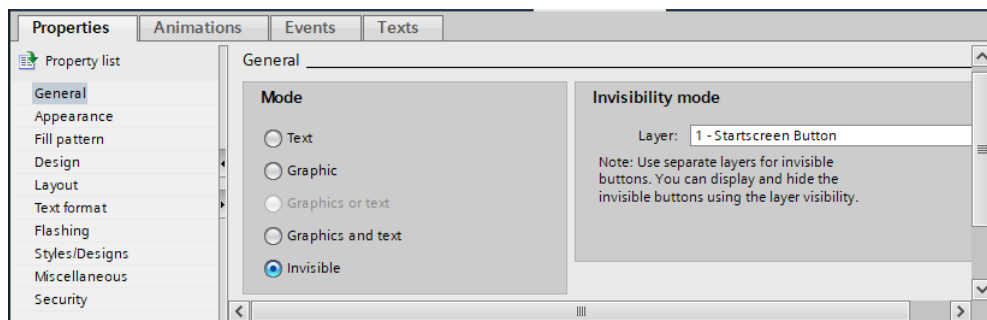 Properties Animations Events Texts
Property list
General
Appearance
Fill pattern
Design
Layout
Text format
Flashing
Styles/Designs
Miscellaneous
Security
General
Mode
Text
Graphic
Graphics or text
Graphics and text
Invisible
Invisibility mode
Layer: 1 - Startscreen Button
Note: Use separate layers for invisible
buttons. You can display and hide the
invisible buttons using the layer visibility.